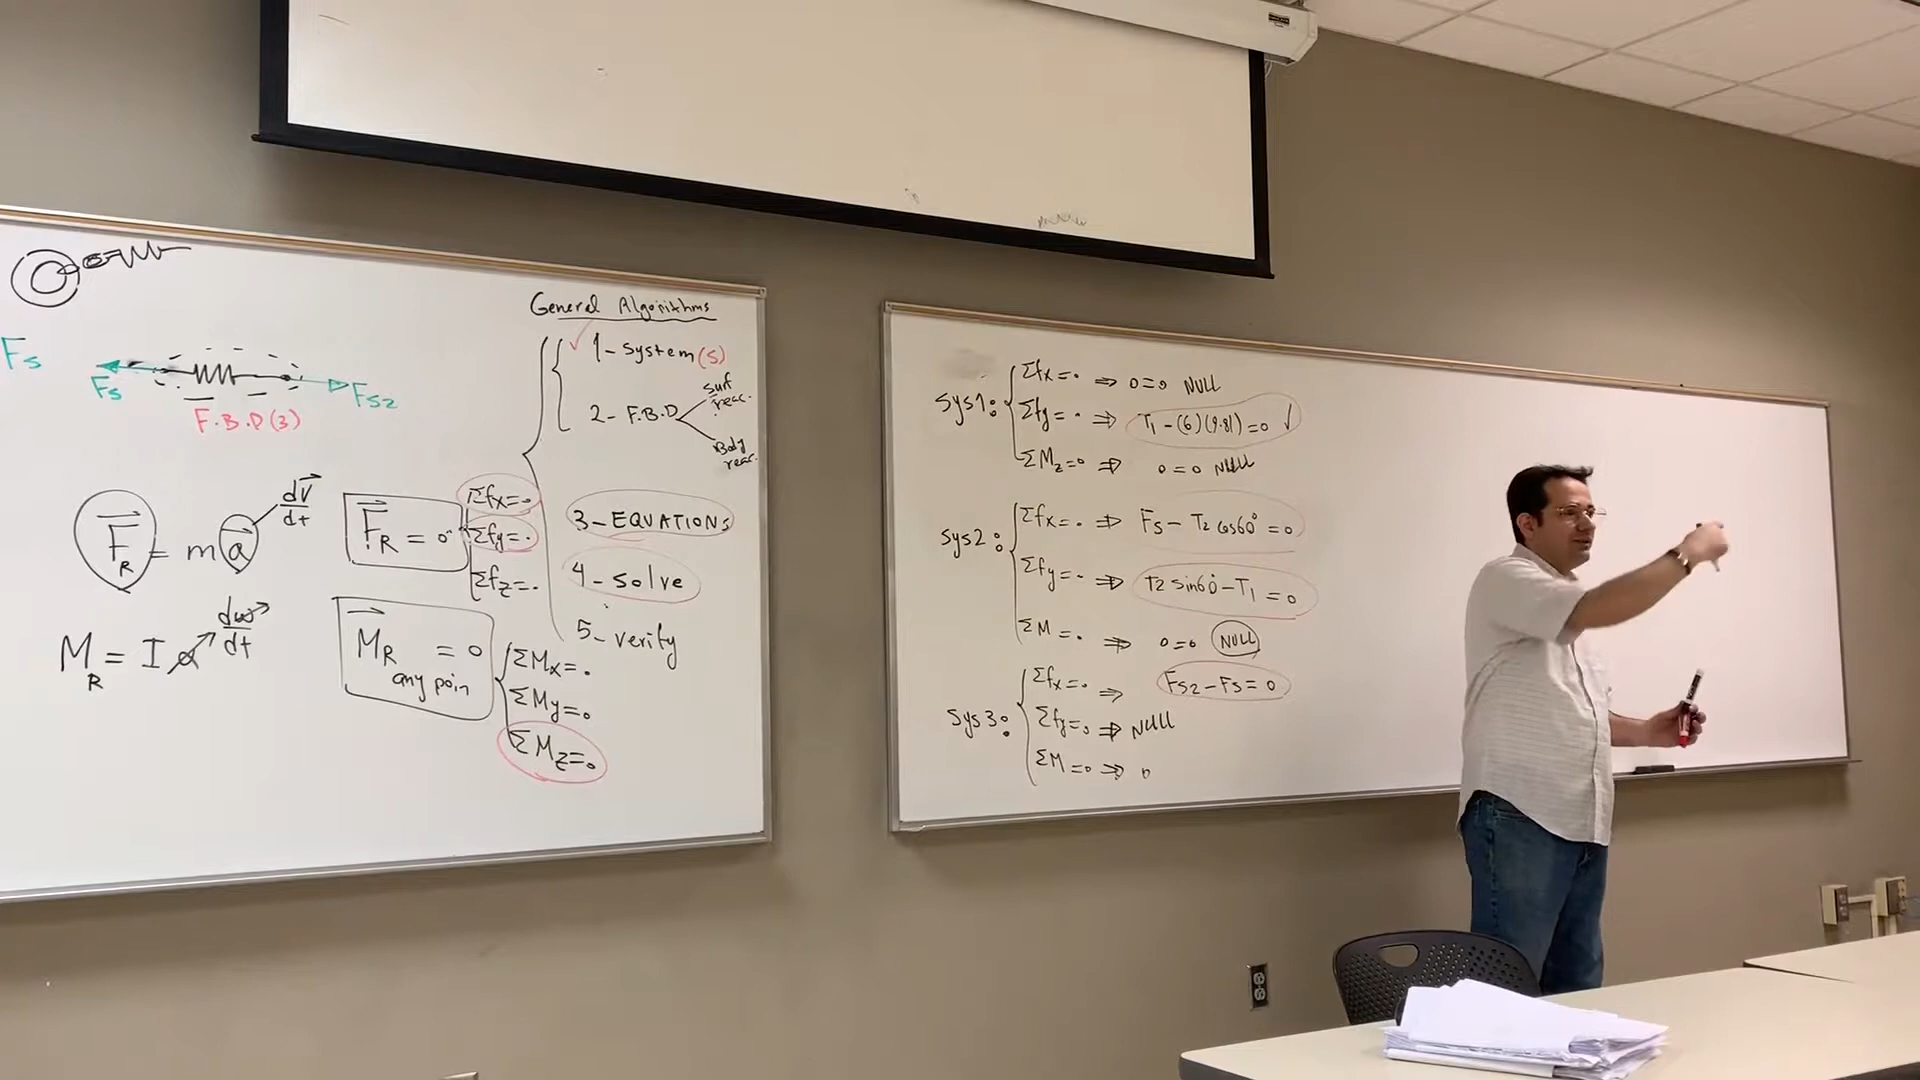 Fs
Fs
Fs2
F.B.D(3)
F⃗R = m a⃗
dv⃗/dt
MR = I α
dω⃗/dt
F⃗R = 0
Σfx=0
Σfy=0
Σfz=0
M⃗R = 0
any poin
ΣMx=0
ΣMy=0
ΣMz=0
General Algorithms
✓ 1- System (s)
2- F.B.D
Surf reac.
Body reac.
3- EQUATIONS
4- solve
5- verify
Sys1:
Σfx=0 ⇒ 0=0 NULL
Σfy=0 ⇒ T1-(6)(9.81)=0 ✓
ΣMz=0 ⇒ 0=0 NULL
Sys2:
Σfx=0 ⇒ Fs - T2 cos60° = 0
Σfy=0 ⇒ T2 sin60° - T1 = 0
ΣM=0 ⇒ 0=0 NULL
Sys3:
Σfx=0 ⇒ Fs2 - Fs = 0
Σfy=0 ⇒ NULL
ΣM=0 ⇒ 0